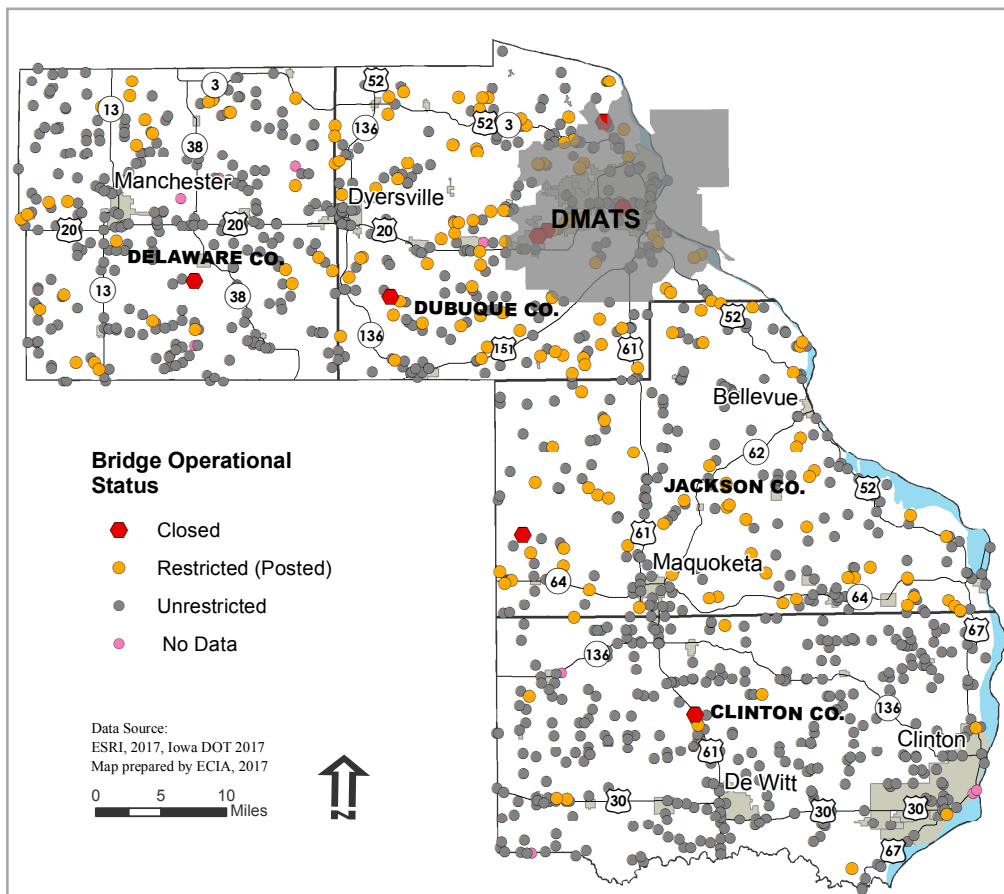 52
3
13
136
52
3
38
Manchester
Dyersville
20
20
DMATS
DELAWARE CO.
13
38
DUBUQUE CO.
52
136
151
61
Bellevue
62
Bridge Operational
Status
Closed
Restricted (Posted)
Unrestricted
No Data
JACKSON CO.
52
61
Maquoketa
64
64
67
136
136
CLINTON CO.
Clinton
61
De Witt
30
30
30
67
Data Source:
ESRI, 2017, Iowa DOT 2017
Map prepared by ECIA, 2017
0 5 10
Miles
N